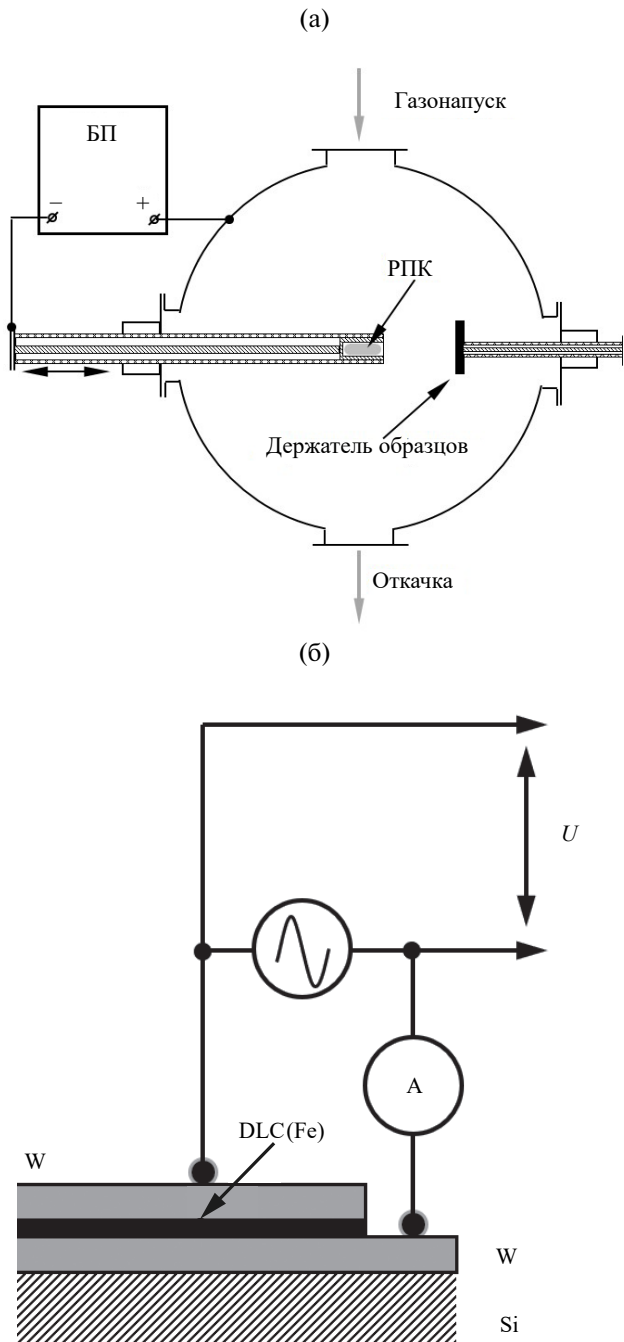 (а)
Газонапуск
БП
– +
РПК
Держатель образцов
Откачка
(б)
U
A
DLC(Fe)
W
W
Si